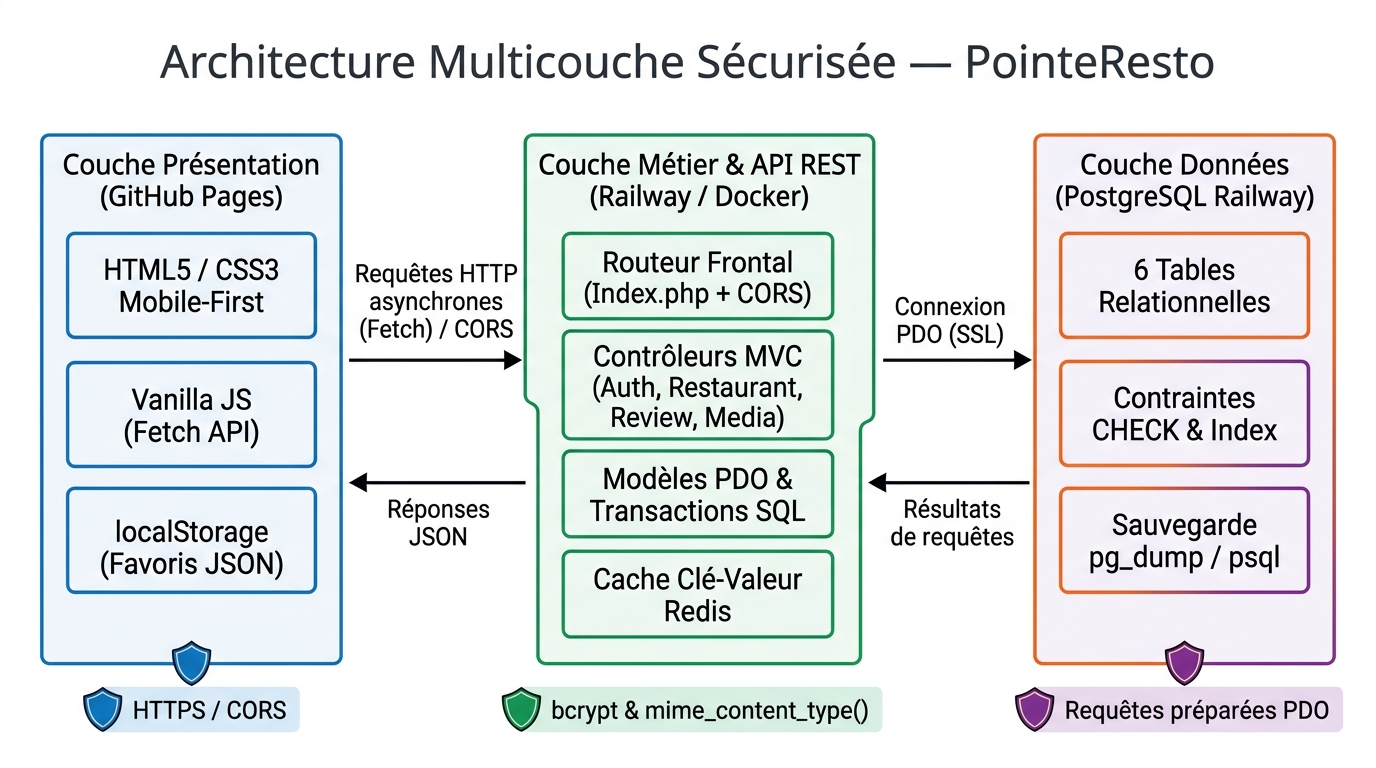 Architecture Multicouche Sécurisée — PointeResto
Couche Présentation
(GitHub Pages)
HTML5 / CSS3
Mobile-First
Vanilla JS
(Fetch API)
localStorage
(Favoris JSON)
HTTPS / CORS
Requêtes HTTP
asynchrones
(Fetch) / CORS
Réponses
JSON
Couche Métier & API REST
(Railway / Docker)
Routeur Frontal
(Index.php + CORS)
Contrôleurs MVC
(Auth, Restaurant,
Review, Media)
Modèles PDO &
Transactions SQL
Cache Clé-Valeur
Redis
bcrypt & mime_content_type()
Connexion
PDO (SSL)
Résultats
de requêtes
Couche Données
(PostgreSQL Railway)
6 Tables
Relationnelles
Contraintes
CHECK & Index
Sauvegarde
pg_dump / psql
Requêtes préparées PDO